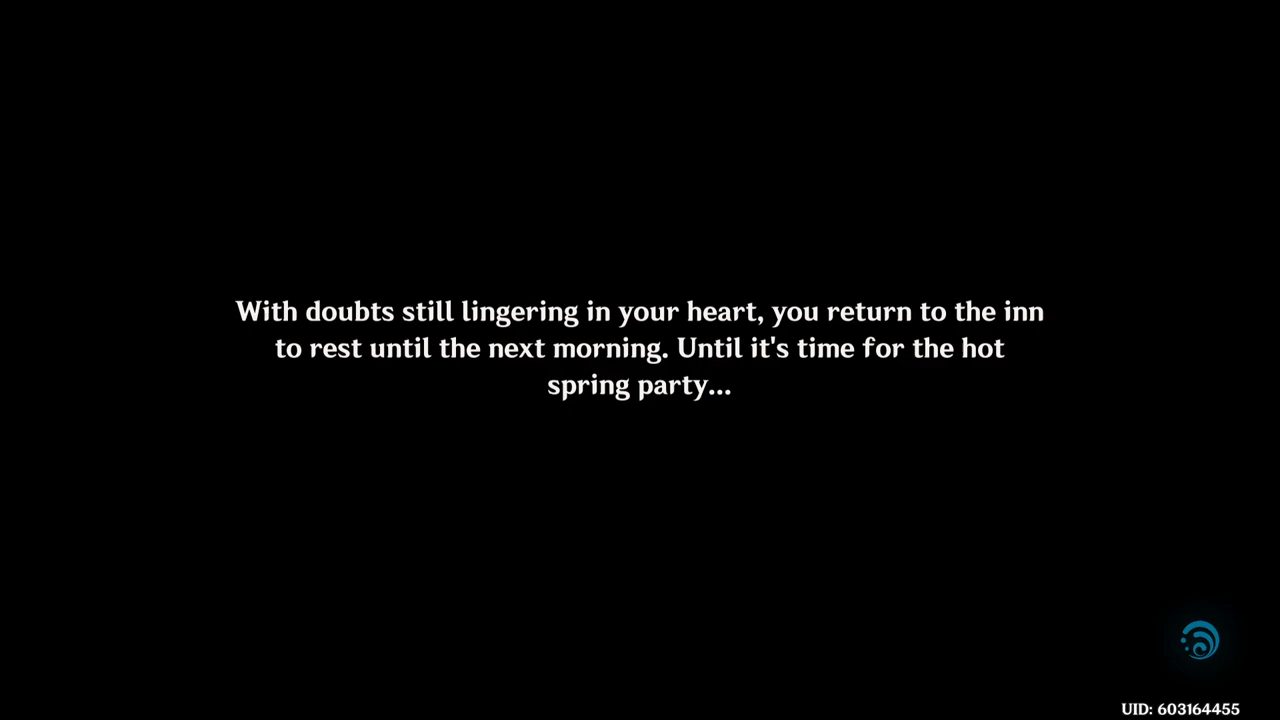 With doubts still lingering in your heart, you return to the inn
to rest until the next morning. Until it's time for the hot
spring party...
UID: 603164455